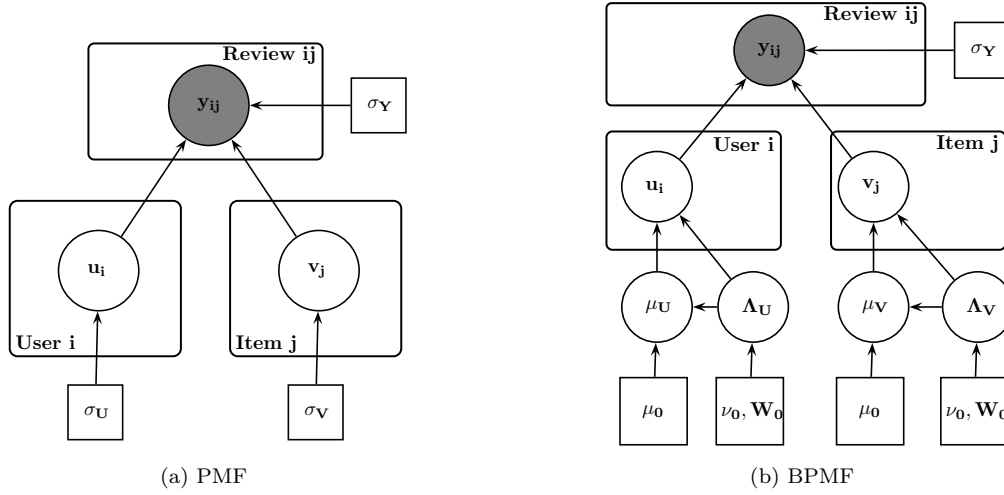 Review ij
y_ij
σ_Y
u_i
v_j
User i
Item j
σ_U
σ_V
(a) PMF
Review ij
y_ij
σ_Y
User i
Item j
u_i
v_j
μ_U
Λ_U
μ_V
Λ_V
μ_0
ν_0, W_0
μ_0
ν_0, W_0
(b) BPMF